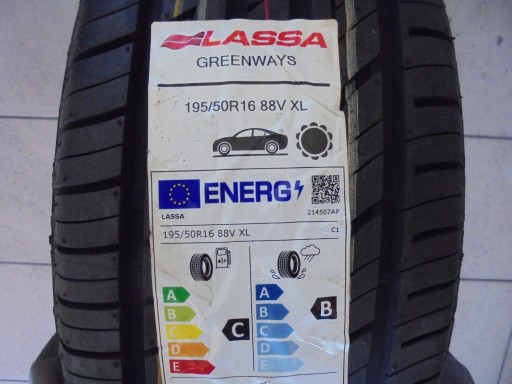 LASSA
GREENWAYS
195/50R16 88V XL
ENERG
LASSA
214507AP
195/50R16 88V XL
C1
A
B
C
D
E
C
A
B
C
D
E
B